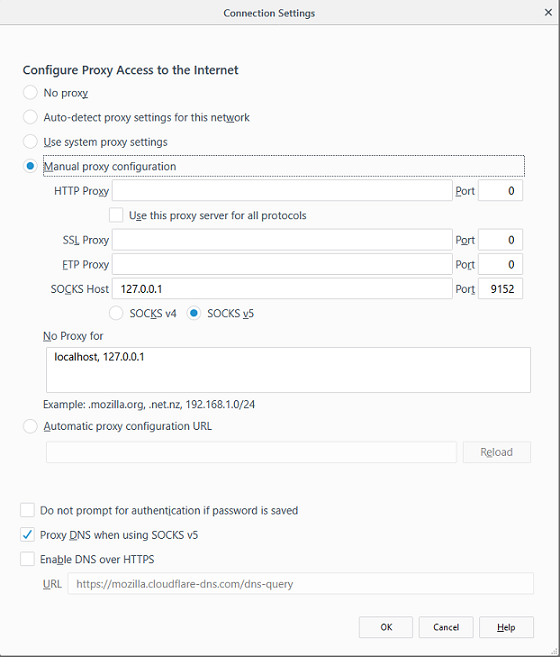 Connection Settings
Configure Proxy Access to the Internet
No proxy
Auto-detect proxy settings for this network
Use system proxy settings
Manual proxy configuration
HTTP Proxy Port 0
Use this proxy server for all protocols
SSL Proxy Port 0
FTP Proxy Port 0
SOCKS Host 127.0.0.1 Port 9152
SOCKS v4 SOCKS v5
No Proxy for
localhost, 127.0.0.1
Example: .mozilla.org, .net.nz, 192.168.1.0/24
Automatic proxy configuration URL
Reload
Do not prompt for authentication if password is saved
Proxy DNS when using SOCKS v5
Enable DNS over HTTPS
URL https://mozilla.cloudflare-dns.com/dns-query
OK Cancel Help